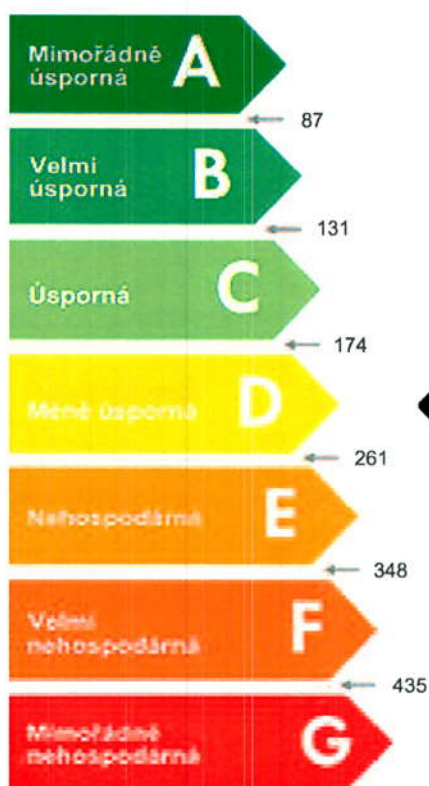 Mimořádně
úsporná
A
87
Velmi
úsporná
B
131
Úsporná
C
174
Méně úsporná
D
261
Nehospodárná
E
348
Velmi
nehospodárná
F
435
Mimořádně
nehospodárná
G